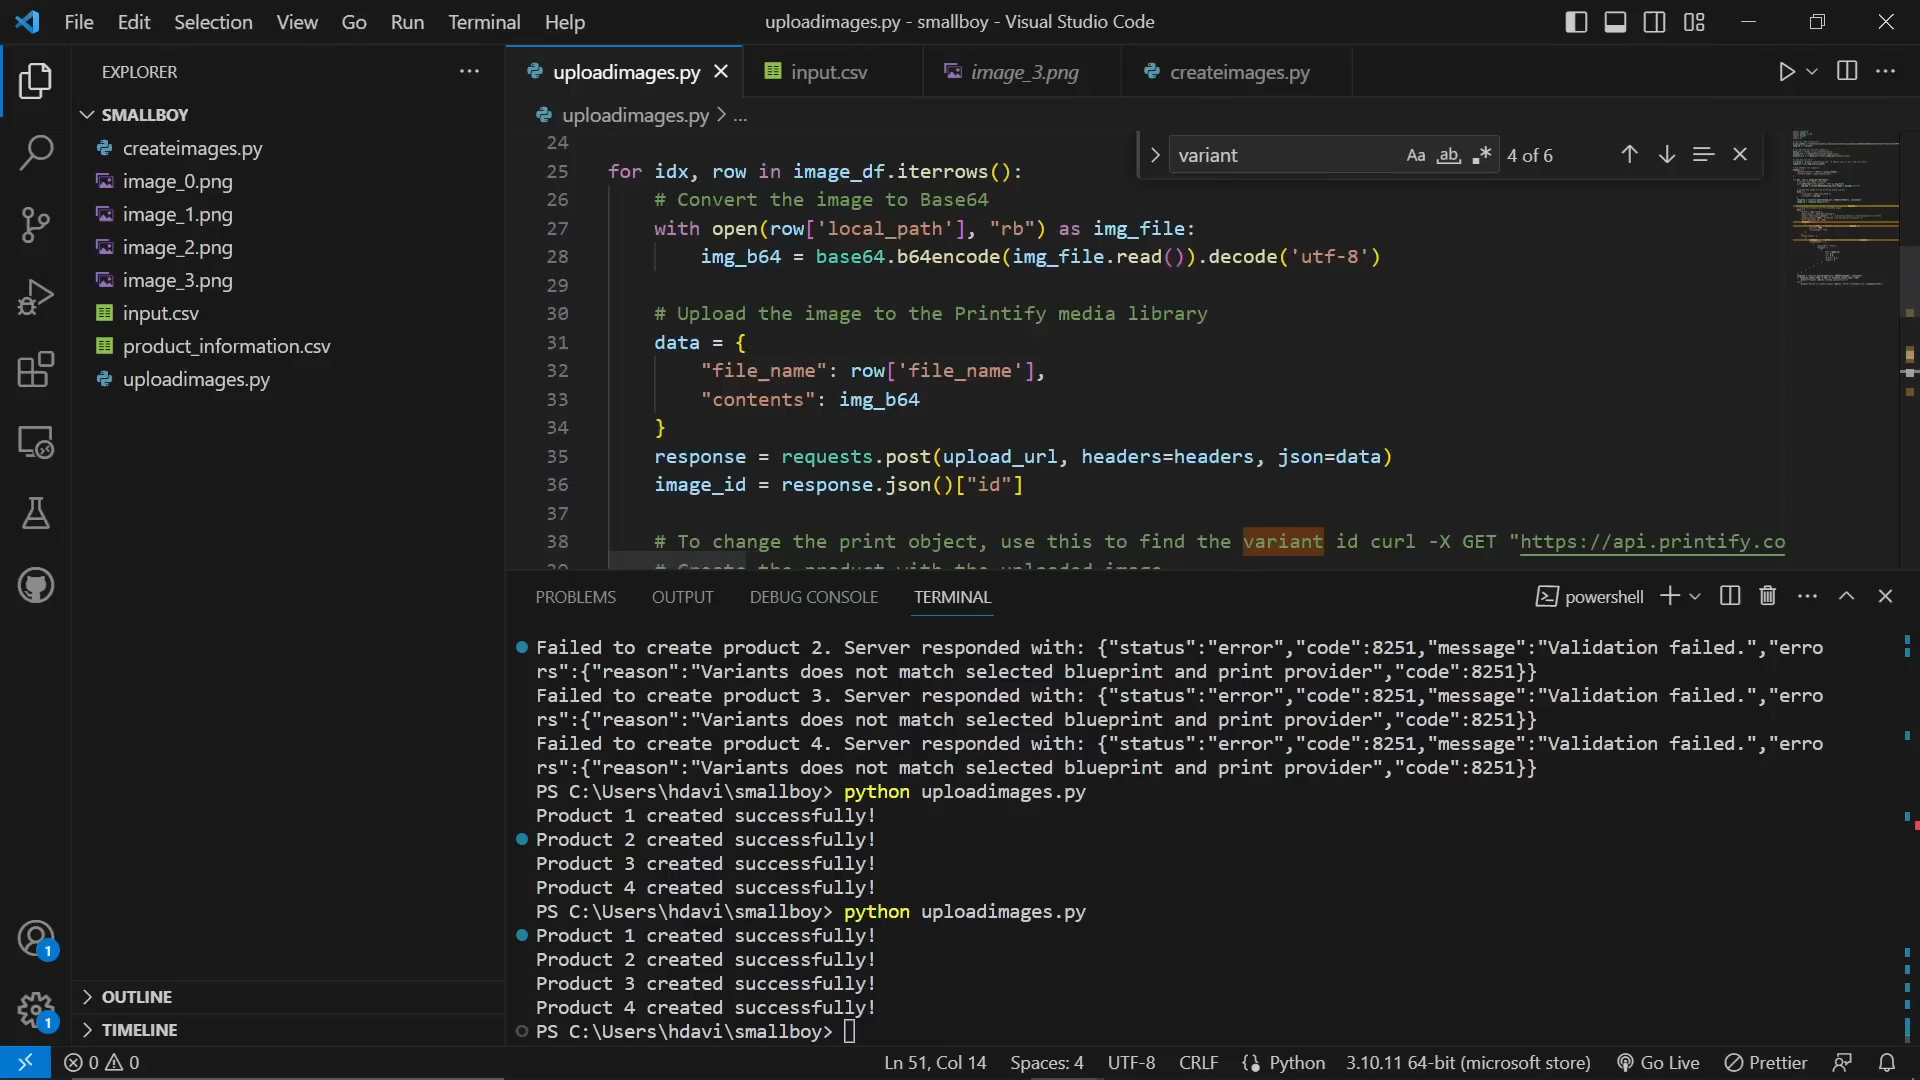 File Edit Selection View Go Run Terminal Help
uploadimages.py - smallboy - Visual Studio Code
EXPLORER
SMALLBOY
createimages.py
image_0.png
image_1.png
image_2.png
image_3.png
input.csv
product_information.csv
uploadimages.py
OUTLINE
TIMELINE
uploadimages.py input.csv image_3.png createimages.py
uploadimages.py > ...
variant Aa ab 4 of 6
24
25 for idx, row in image_df.iterrows():
26 # Convert the image to Base64
27 with open(row['local_path'], "rb") as img_file:
28 img_b64 = base64.b64encode(img_file.read()).decode('utf-8')
29
30 # Upload the image to the Printify media library
31 data = {
32 "file_name": row['file_name'],
33 "contents": img_b64
34 }
35 response = requests.post(upload_url, headers=headers, json=data)
36 image_id = response.json()["id"]
37
38 # To change the print object, use this to find the variant id curl -X GET "https://api.printify.co
39 # Create the product with the uploaded image
PROBLEMS OUTPUT DEBUG CONSOLE TERMINAL
powershell
Failed to create product 2. Server responded with: {"status":"error","code":8251,"message":"Validation failed.","erro
rs":{"reason":"Variants does not match selected blueprint and print provider","code":8251}}
Failed to create product 3. Server responded with: {"status":"error","code":8251,"message":"Validation failed.","erro
rs":{"reason":"Variants does not match selected blueprint and print provider","code":8251}}
Failed to create product 4. Server responded with: {"status":"error","code":8251,"message":"Validation failed.","erro
rs":{"reason":"Variants does not match selected blueprint and print provider","code":8251}}
PS C:\Users\hdavi\smallboy> python uploadimages.py
Product 1 created successfully!
Product 2 created successfully!
Product 3 created successfully!
Product 4 created successfully!
PS C:\Users\hdavi\smallboy> python uploadimages.py
Product 1 created successfully!
Product 2 created successfully!
Product 3 created successfully!
Product 4 created successfully!
PS C:\Users\hdavi\smallboy>
1
1
0 0
Ln 51, Col 14 Spaces: 4 UTF-8 CRLF Python 3.10.11 64-bit (microsoft store) Go Live Prettier